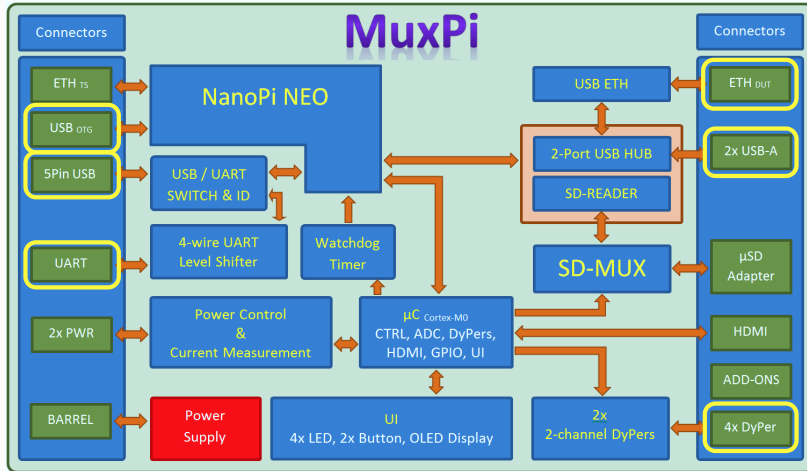 MuxPi
Connectors
ETH TS
USB OTG
5Pin USB
UART
2x PWR
BARREL
NanoPi NEO
USB / UART
SWITCH & ID
4-wire UART
Level Shifter
Watchdog
Timer
Power Control
&
Current Measurement
µC Cortex-M0
CTRL, ADC, DyPers,
HDMI, GPIO, UI
Power
Supply
UI
4x LED, 2x Button, OLED Display
USB ETH
2-Port USB HUB
SD-READER
SD-MUX
2x
2-channel DyPers
Connectors
ETH DUT
2x USB-A
µSD
Adapter
HDMI
ADD-ONS
4x DyPer